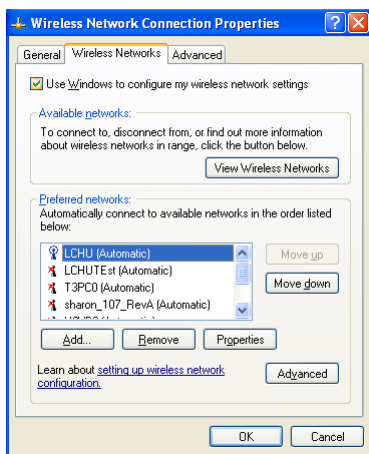 Wireless Network Connection Properties
General Wireless Networks Advanced
Use Windows to configure my wireless network settings
Available networks:
To connect to, disconnect from, or find out more information
about wireless networks in range, click the button below.
View Wireless Networks
Preferred networks:
Automatically connect to available networks in the order listed
below:
LCHU (Automatic)
Move up
LCHUTEst (Automatic)
T3PC0 (Automatic)
Move down
sharon_107_RevA (Automatic)
Add... Remove Properties
Learn about setting up wireless network
configuration.
Advanced
OK Cancel